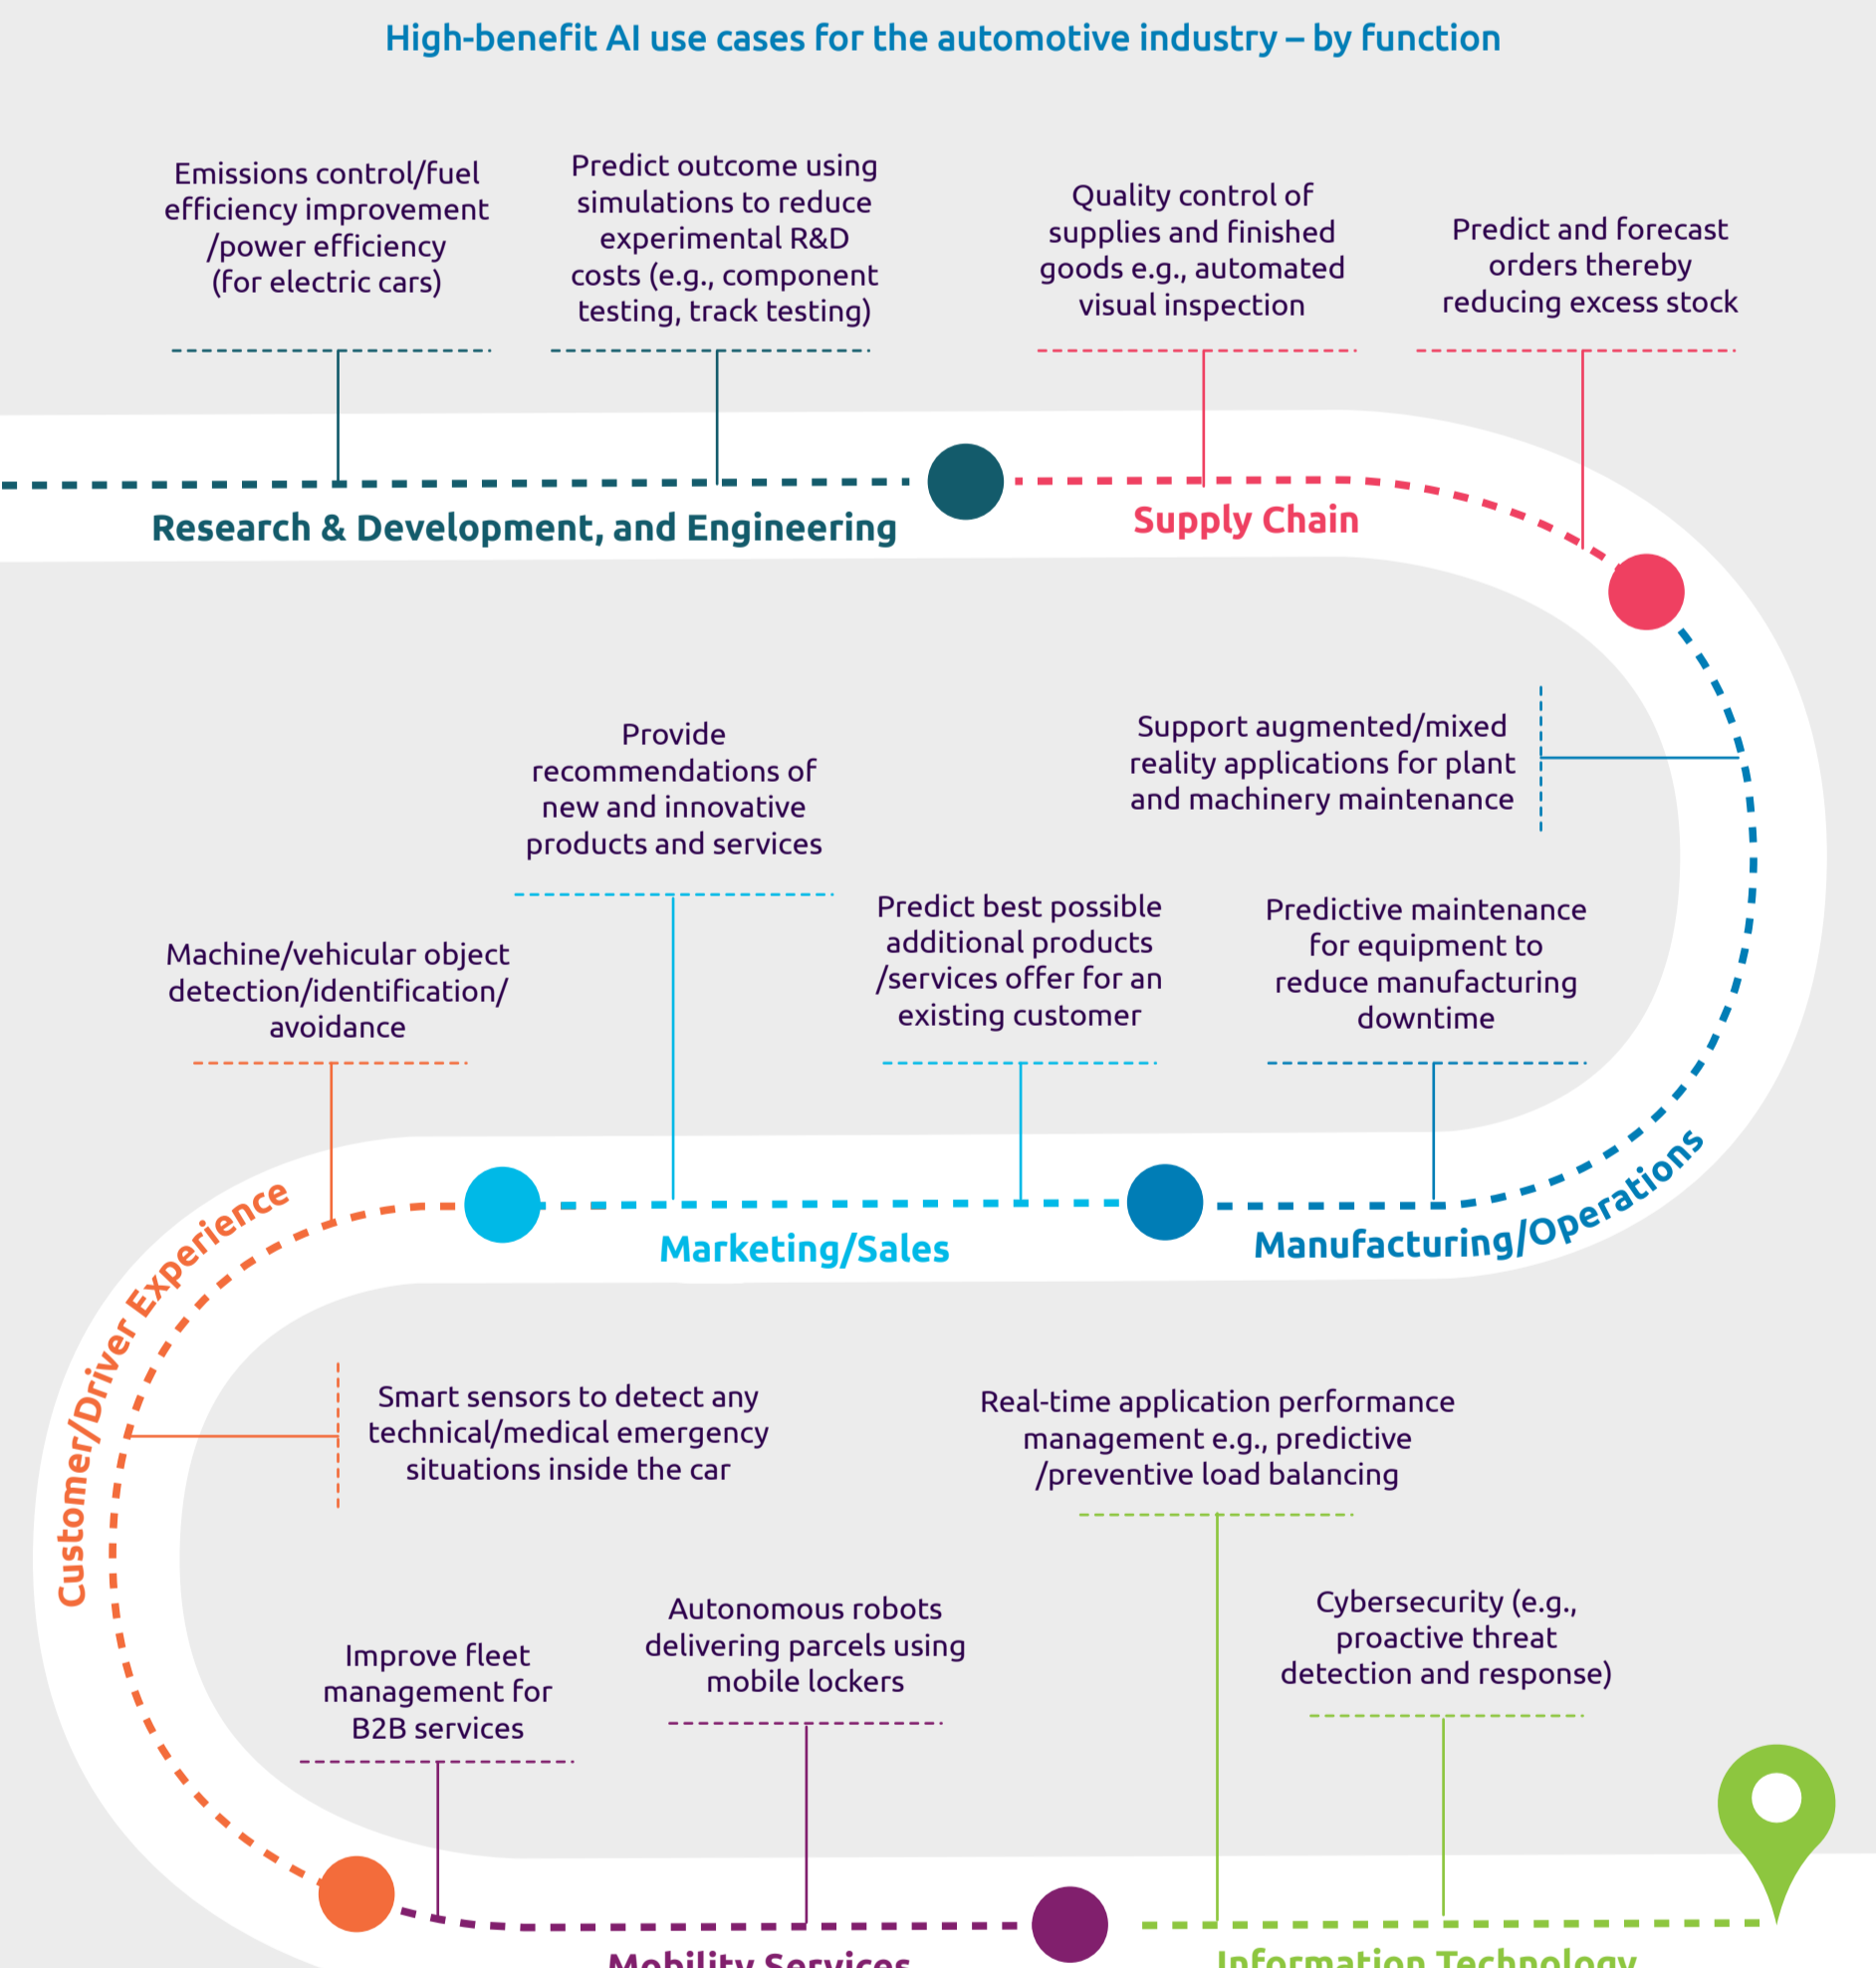 High-benefit AI use cases for the automotive industry – by function
Emissions control/fuel
efficiency improvement
/power efficiency
(for electric cars)
Predict outcome using
simulations to reduce
experimental R&D
costs (e.g., component
testing, track testing)
Quality control of
supplies and finished
goods e.g., automated
visual inspection
Predict and forecast
orders thereby
reducing excess stock
Research & Development, and Engineering
Supply Chain
Support augmented/mixed
reality applications for plant
and machinery maintenance
Provide
recommendations of
new and innovative
products and services
Predict best possible
additional products
/services offer for an
existing customer
Predictive maintenance
for equipment to
reduce manufacturing
downtime
Machine/vehicular object
detection/identification/
avoidance
Manufacturing/Operations
Marketing/Sales
Customer/Driver Experience
Smart sensors to detect any
technical/medical emergency
situations inside the car
Real-time application performance
management e.g., predictive
/preventive load balancing
Improve fleet
management for
B2B services
Autonomous robots
delivering parcels using
mobile lockers
Cybersecurity (e.g.,
proactive threat
detection and response)
Mobility Services
Information Technology